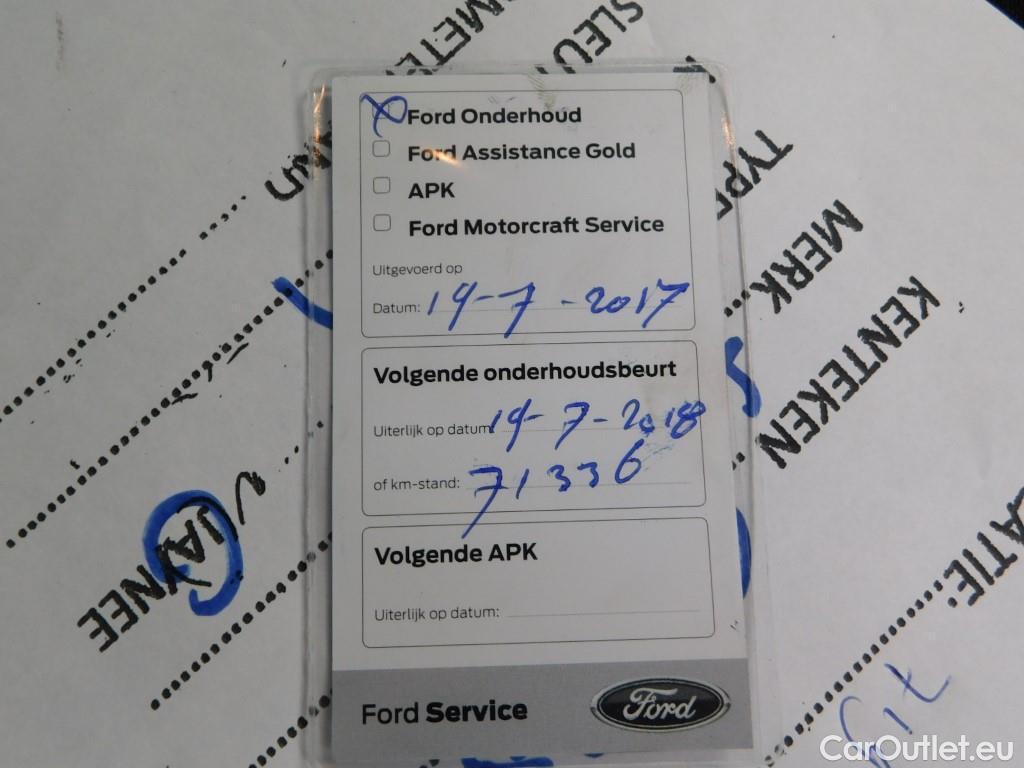 Ford Onderhoud
Ford Assistance Gold
APK
Ford Motorcraft Service
Uitgevoerd op
Datum: 19-7-2017
Volgende onderhoudsbeurt
Uiterlijk op datum: 19-7-2018
of km-stand: 71336
Volgende APK
Uiterlijk op datum:
Ford Service
Ford
MERK
KENTEKEN
JA/NEE
CarOutlet.eu